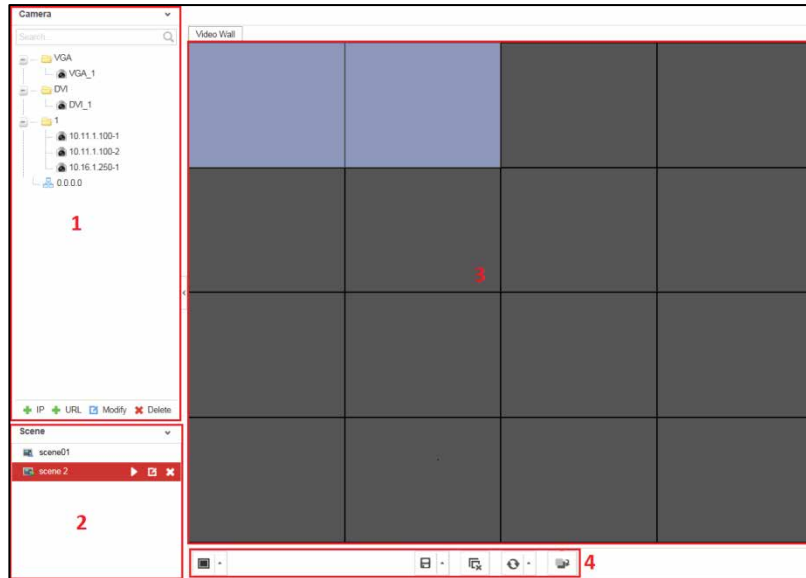 Camera
Search...
VGA
VGA_1
DVI
DVI_1
1
10.11.1.100-1
10.11.1.100-2
10.16.1.250-1
0.0.0.0
1
IP URL Modify Delete
Scene
scene01
scene 2
2
Video Wall
3
4